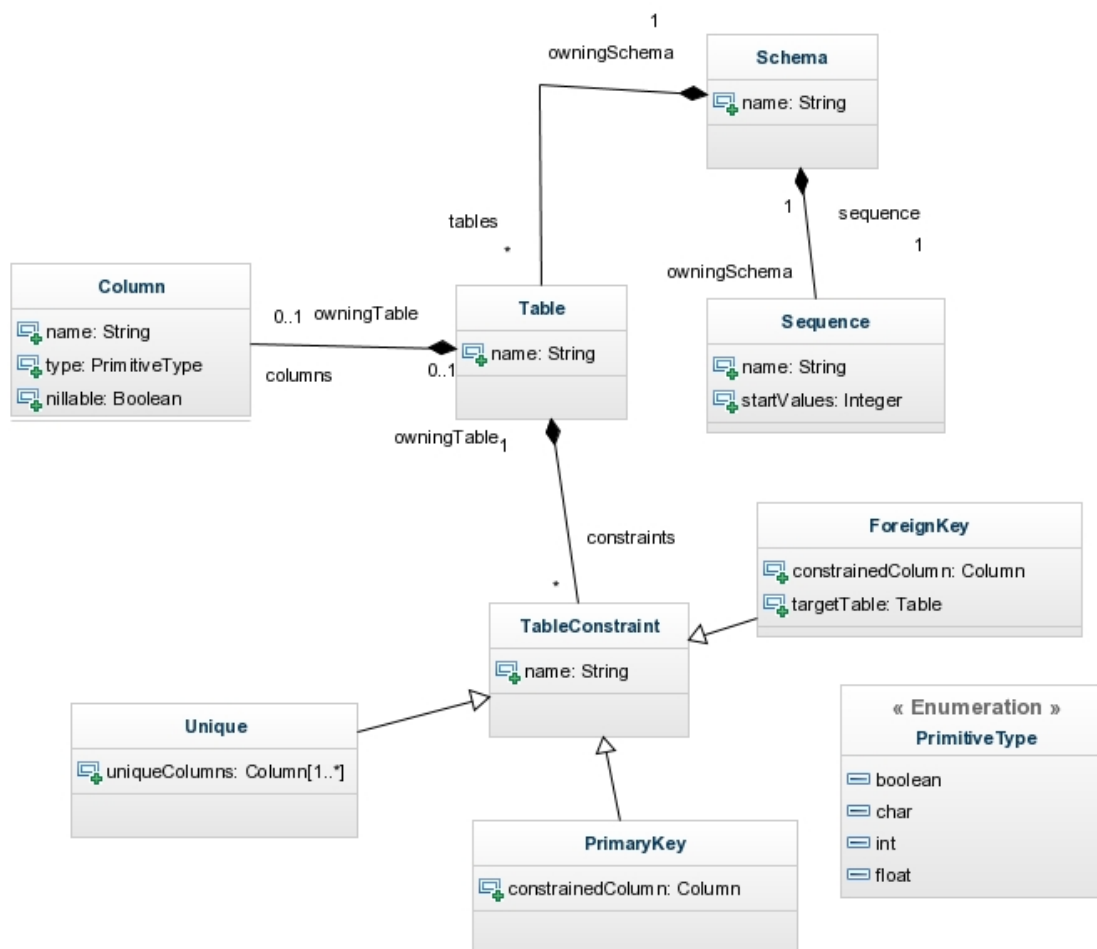 1
owningSchema
Schema
name: String
tables
*
1
sequence
1
owningSchema
Column
name: String
type: PrimitiveType
nillable: Boolean
0..1 owningTable
columns
0..1
Table
name: String
Sequence
name: String
startValues: Integer
owningTable
1
constraints
*
ForeignKey
constrainedColumn: Column
targetTable: Table
TableConstraint
name: String
Unique
uniqueColumns: Column[1..*]
« Enumeration »
PrimitiveType
boolean
char
int
float
PrimaryKey
constrainedColumn: Column